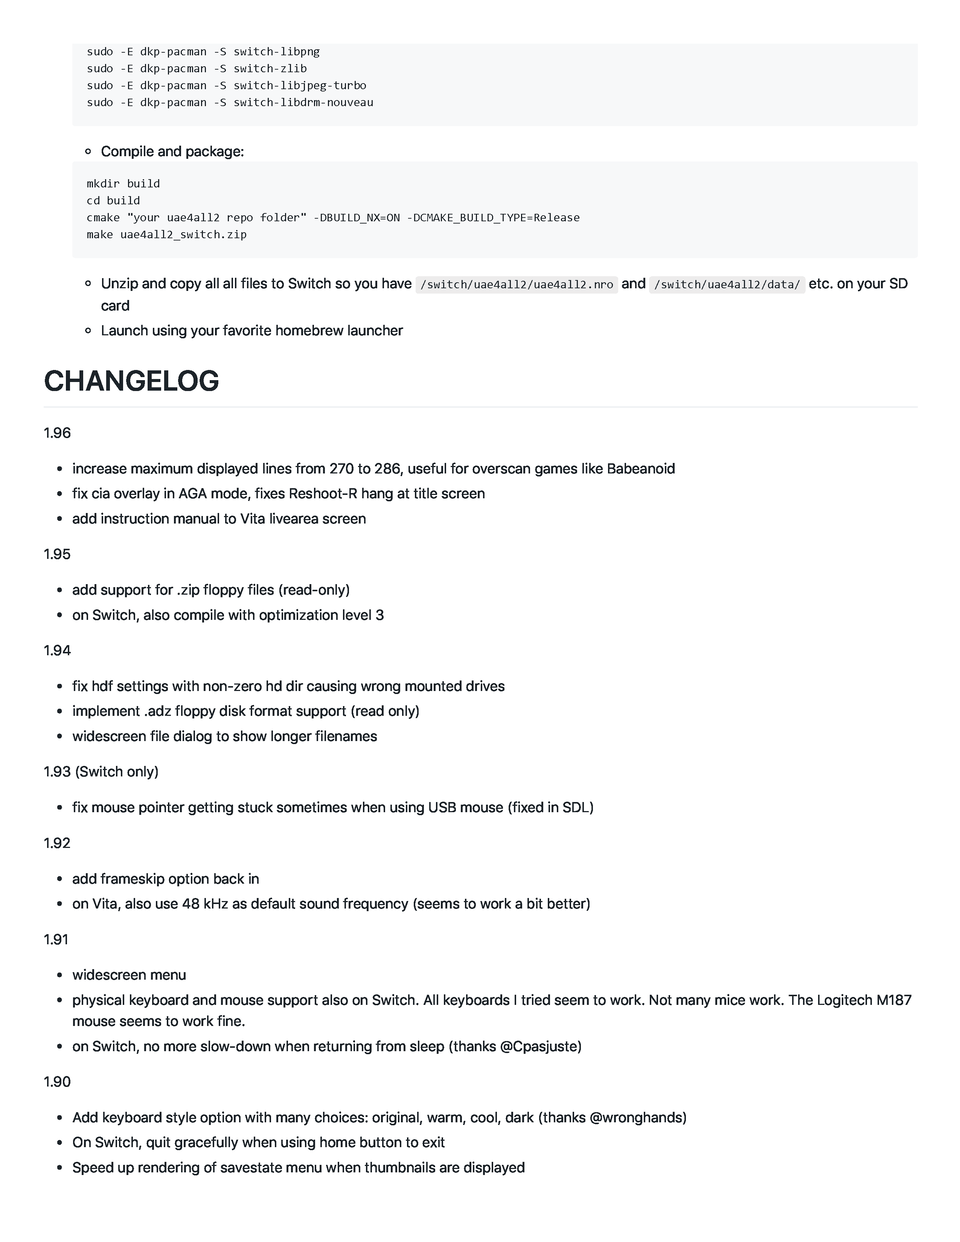 sudo -E dkp-pacman -S switch-libpng
sudo -E dkp-pacman -S switch-zlib
sudo -E dkp-pacman -S switch-libjpeg-turbo
sudo -E dkp-pacman -S switch-libdrm-nouveau
Compile and package:
mkdir build
cd build
cmake "your uae4all2 repo folder" -DBUILD_NX=ON -DCMAKE_BUILD_TYPE=Release
make uae4all2_switch.zip
Unzip and copy all all files to Switch so you have /switch/uae4all2/uae4all2.nro and /switch/uae4all2/data/ etc. on your SD
card
Launch using your favorite homebrew launcher
CHANGELOG
1.96
increase maximum displayed lines from 270 to 286, useful for overscan games like Babeanoid
fix cia overlay in AGA mode, fixes Reshoot-R hang at title screen
add instruction manual to Vita livearea screen
1.95
add support for .zip floppy files (read-only)
on Switch, also compile with optimization level 3
1.94
fix hdf settings with non-zero hd dir causing wrong mounted drives
implement .adz floppy disk format support (read only)
widescreen file dialog to show longer filenames
1.93 (Switch only)
fix mouse pointer getting stuck sometimes when using USB mouse (fixed in SDL)
1.92
add frameskip option back in
on Vita, also use 48 kHz as default sound frequency (seems to work a bit better)
1.91
widescreen menu
physical keyboard and mouse support also on Switch. All keyboards I tried seem to work. Not many mice work. The Logitech M187
mouse seems to work fine.
on Switch, no more slow-down when returning from sleep (thanks @Cpasjuste)
1.90
Add keyboard style option with many choices: original, warm, cool, dark (thanks @wronghands)
On Switch, quit gracefully when using home button to exit
Speed up rendering of savestate menu when thumbnails are displayed